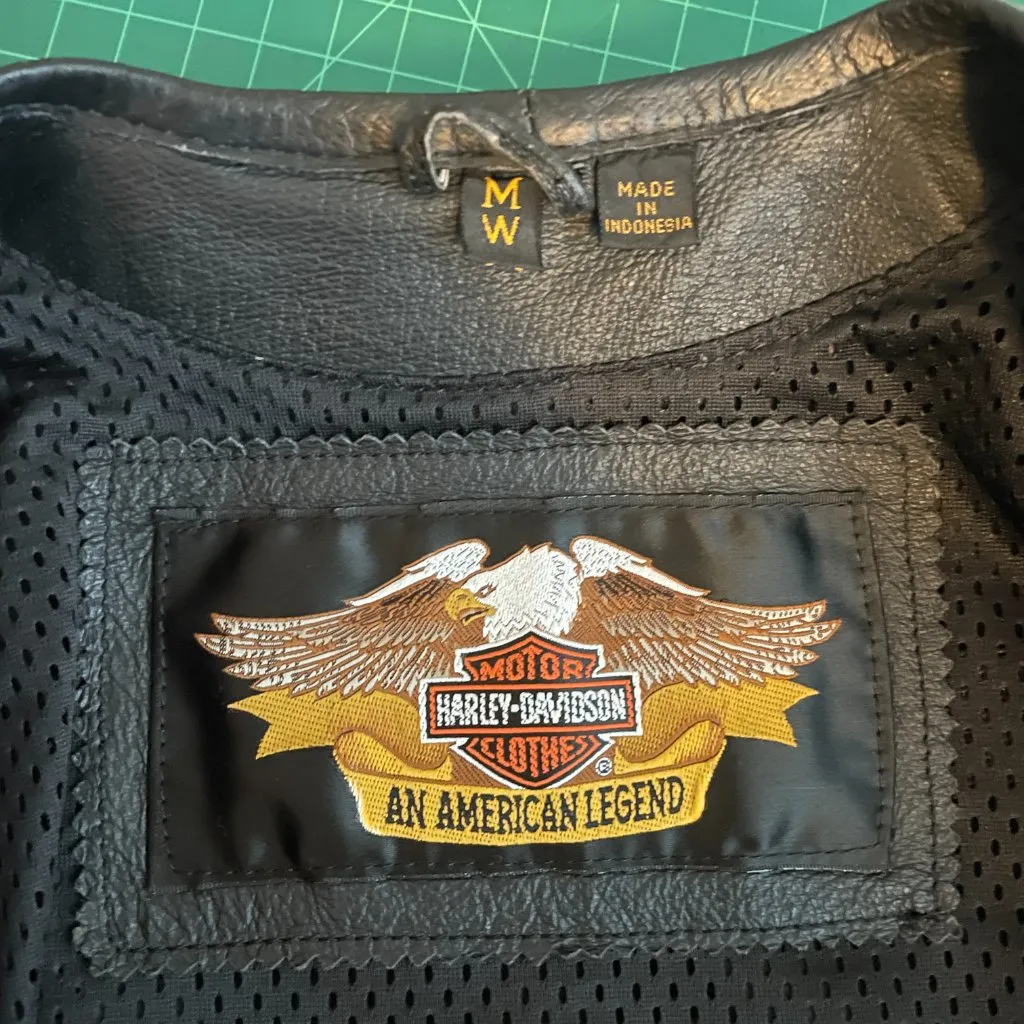 M
W
MADE
IN
INDONESIA
MOTOR
HARLEY-DAVIDSON
CLOTHES
®
AN AMERICAN LEGEND